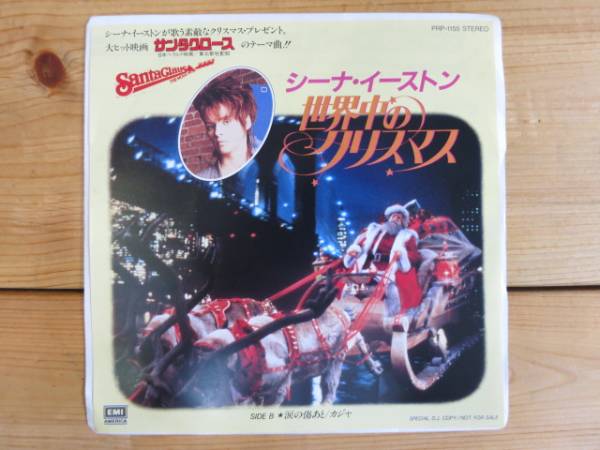 シーナ・イーストンが歌う素敵なクリスマス・プレゼント。
PRP-1155 STEREO
大ヒット映画 サンタクロース のテーマ曲!!
Santa Claus
THE MOVIE
シーナ・イーストン
世界中の
クリスマス
EMI
AMERICA
SIDE B ★涙の傷あと/カジャ
SPECIAL D.J. COPY/NOT FOR SALE